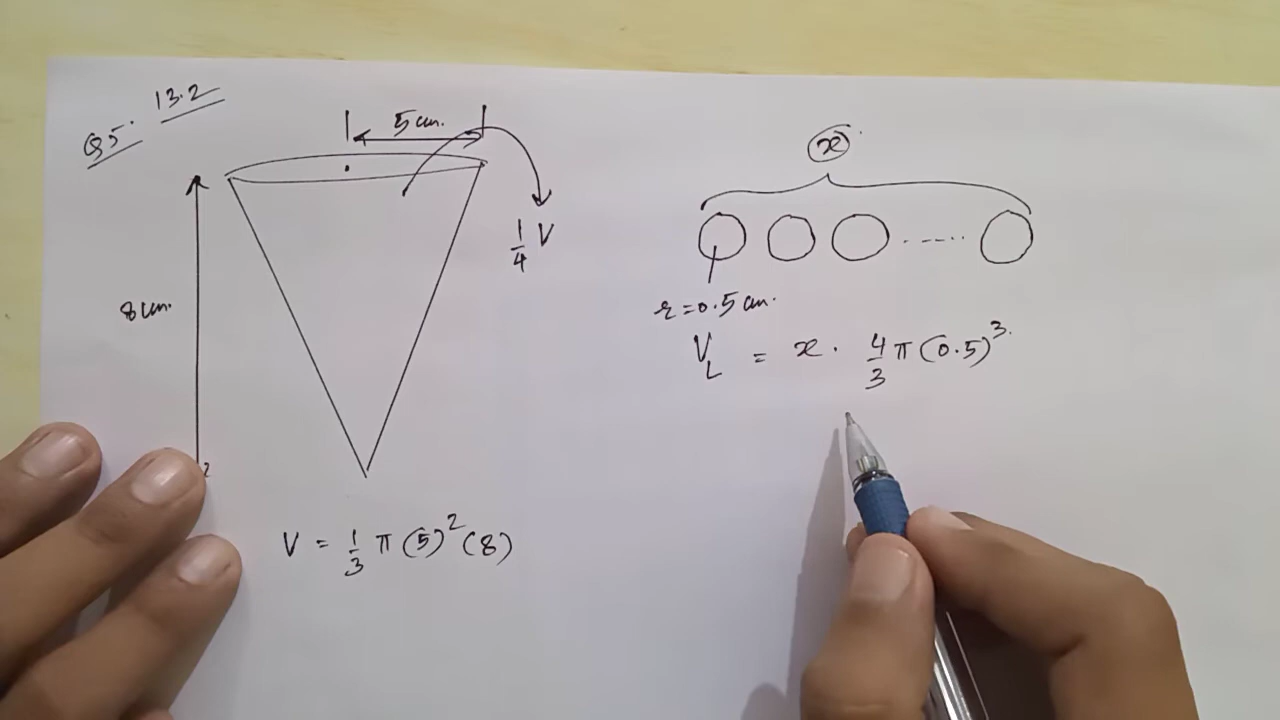 Q5. 13.2
5 cm.
1/4 V
8 cm.
V = 1/3 π (5)² (8)
x
r = 0.5 cm.
V_L = x · 4/3 π (0.5)³